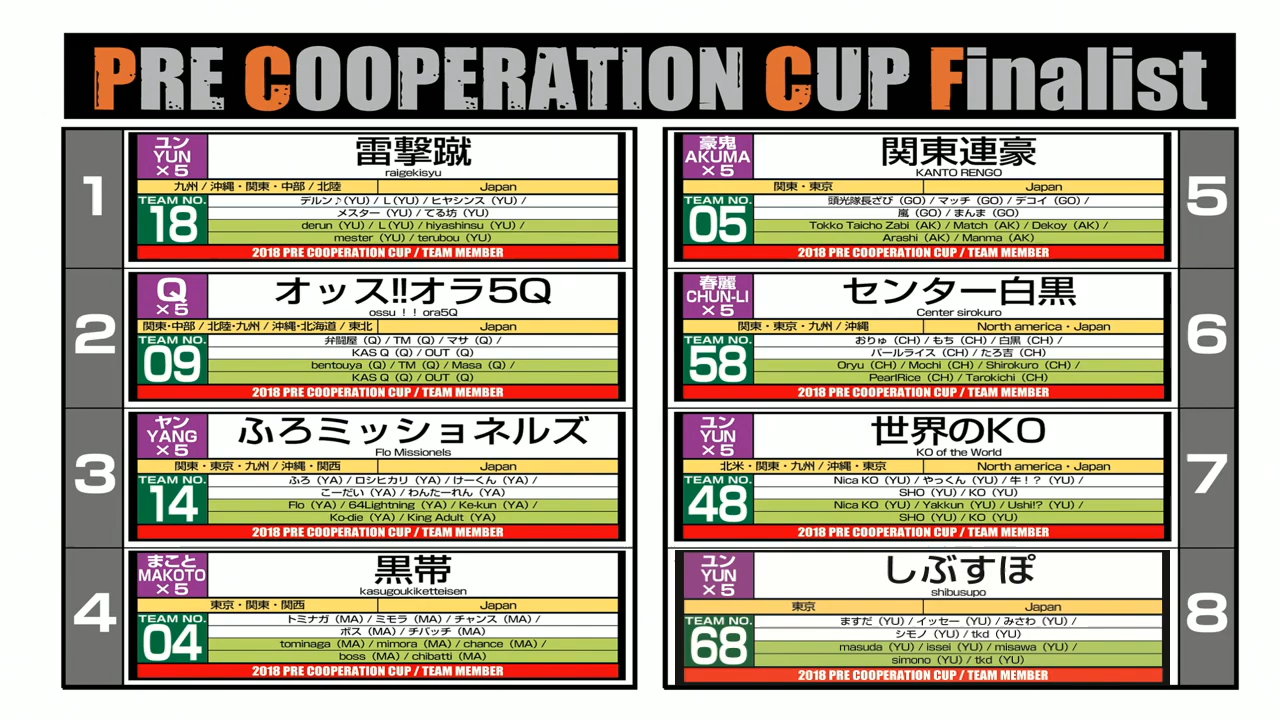 PRE COOPERATION CUP Finalist
1
ユン
YUN
×5
雷撃蹴
raigekisyu
九州 / 沖縄・関東・中部 / 北陸
Japan
TEAM NO.
18
デルン♪(YU) / L (YU) / ヒヤシンス (YU) /
メスター (YU) / てる坊 (YU)
derun (YU) / L (YU) / hiyashinsu (YU) /
mester (YU) / terubou (YU)
2018 PRE COOPERATION CUP / TEAM MEMBER
2
Q
×5
オッス!!オラ5Q
ossu ！！ ora5Q
関東・中部 / 北陸・九州 / 沖縄・北海道 / 東北
Japan
TEAM NO.
09
弁闘屋 (Q) / TM (Q) / マサ (Q) /
KAS Q (Q) / OUT (Q)
bentouya (Q) / TM (Q) / Masa (Q) /
KAS Q (Q) / OUT (Q)
2018 PRE COOPERATION CUP / TEAM MEMBER
3
ヤン
YANG
×5
ふろミッショネルズ
Flo Missionels
関東・東京・九州 / 沖縄・関西
Japan
TEAM NO.
14
ふろ (YA) / ロシヒカリ (YA) / けーくん (YA) /
こーだい (YA) / わんたーれん (YA)
Flo (YA) / 64Lightning (YA) / Ke-kun (YA) /
Ko-die (YA) / King Adult (YA)
2018 PRE COOPERATION CUP / TEAM MEMBER
4
まこと
MAKOTO
×5
黒帯
kasugoukiketteisen
東京・関東・関西
Japan
TEAM NO.
04
トミナガ (MA) / ミモラ (MA) / チャンス (MA) /
ボス (MA) / チバッチ (MA)
tominaga (MA) / mimora (MA) / chance (MA) /
boss (MA) / chibatti (MA)
2018 PRE COOPERATION CUP / TEAM MEMBER
5
豪鬼
AKUMA
×5
関東連豪
KANTO RENGO
関東・東京
Japan
TEAM NO.
05
頭光隊長ざび (GO) / マッチ (GO) / デコイ (GO) /
嵐 (GO) / まんま (GO)
Tokko Taicho Zabi (AK) / Match (AK) / Dekoy (AK) /
Arashi (AK) / Manma (AK)
2018 PRE COOPERATION CUP / TEAM MEMBER
6
春麗
CHUN-LI
×5
センター白黒
Center sirokuro
関東・東京・九州 / 沖縄
North america・Japan
TEAM NO.
58
おりゅ (CH) / もち (CH) / 白黒 (CH) /
パールライス (CH) / たろ吉 (CH)
Oryu (CH) / Mochi (CH) / Shirokuro (CH) /
PearlRice (CH) / Tarokichi (CH)
2018 PRE COOPERATION CUP / TEAM MEMBER
7
ユン
YUN
×5
世界のKO
KO of the World
北米・関東・九州 / 沖縄・東京
North america・Japan
TEAM NO.
48
Nica KO (YU) / やっくん (YU) / 牛！？ (YU) /
SHO (YU) / KO (YU)
Nica KO (YU) / Yakkun (YU) / Ushi!? (YU) /
SHO (YU) / KO (YU)
2018 PRE COOPERATION CUP / TEAM MEMBER
8
ユン
YUN
×5
しぶすぽ
shibusupo
東京
Japan
TEAM NO.
68
ますだ (YU) / イッセー (YU) / みさわ (YU) /
シモノ (YU) / tkd (YU)
masuda (YU) / issei (YU) / misawa (YU) /
simono (YU) / tkd (YU)
2018 PRE COOPERATION CUP / TEAM MEMBER